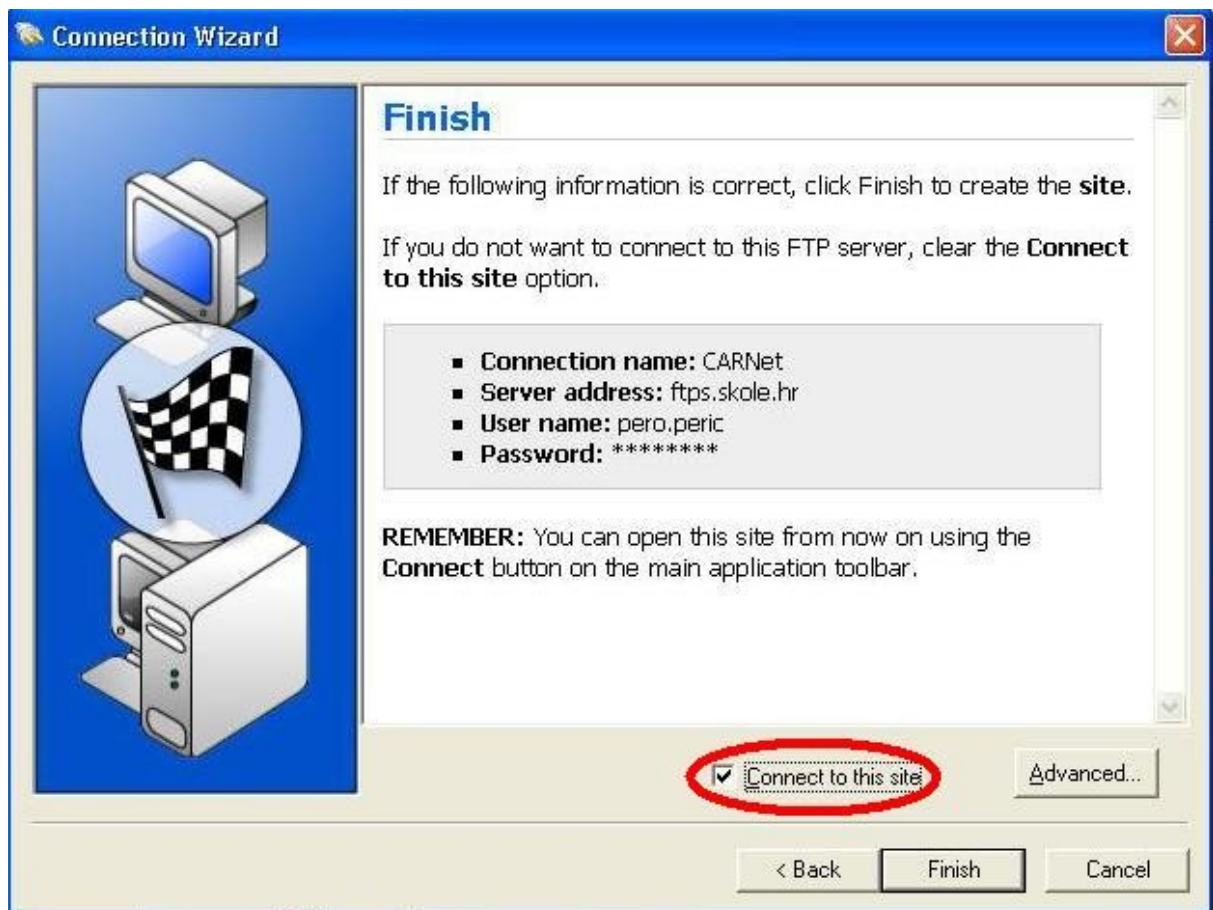 Connection Wizard
Finish
If the following information is correct, click Finish to create the site.
If you do not want to connect to this FTP server, clear the Connect
to this site option.
Connection name: CARNet
Server address: ftps.skole.hr
User name: pero.peric
Password: ********
REMEMBER: You can open this site from now on using the
Connect button on the main application toolbar.
Connect to this site
Advanced...
< Back
Finish
Cancel